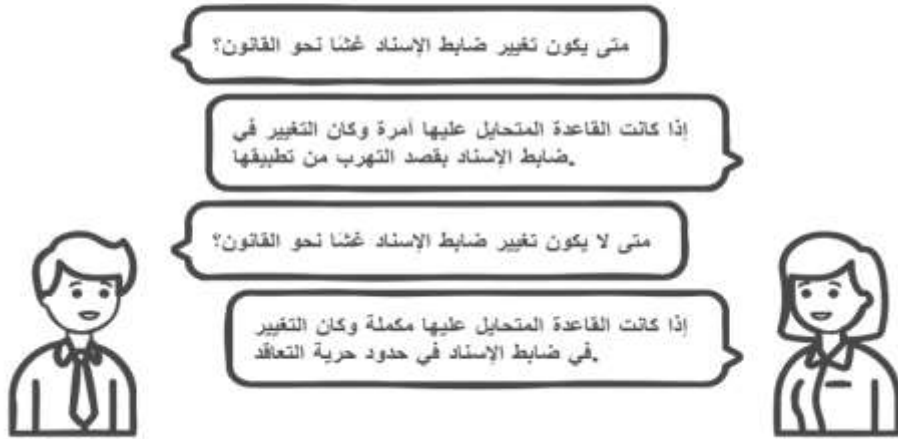 متى يكون تغيير ضابط الإسناد غشًا نحو القانون؟
إذا كانت القاعدة المتحايل عليها آمرة وكان التغيير في
ضابط الإسناد بقصد التهرب من تطبيقها.
متى لا يكون تغيير ضابط الإسناد غشًا نحو القانون؟
إذا كانت القاعدة المتحايل عليها مكملة وكان التغيير
في ضابط الإسناد في حدود حرية التعاقد.